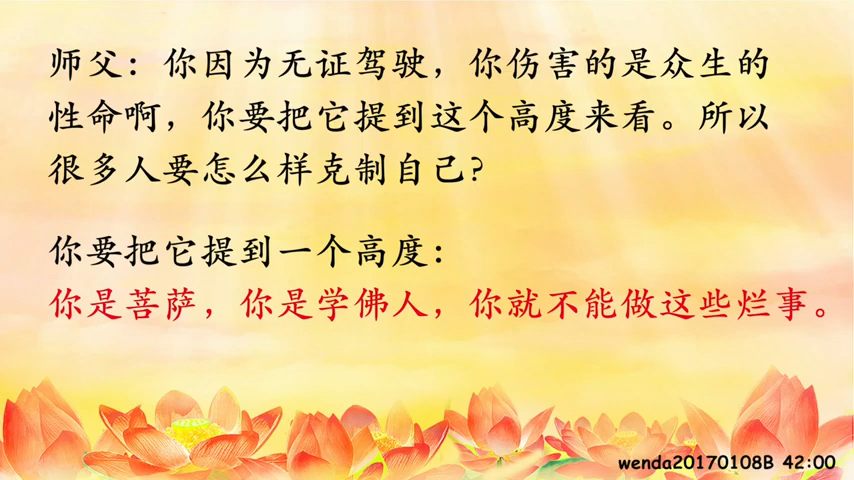 师父：你因为无证驾驶，你伤害的是众生的
性命啊，你要把它提到这个高度来看。所以
很多人要怎么样克制自己?
你要把它提到一个高度：
你是菩萨，你是学佛人，你就不能做这些烂事。
wenda20170108B 42:00